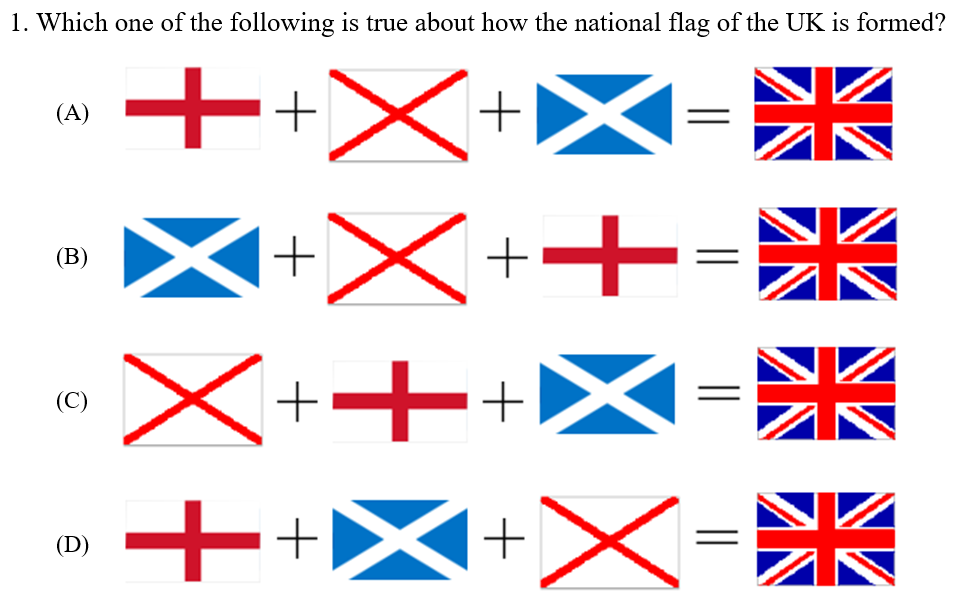 1. Which one of the following is true about how the national flag of the UK is formed?
(A) + + =
(B) + + =
(C) + + =
(D) + + =